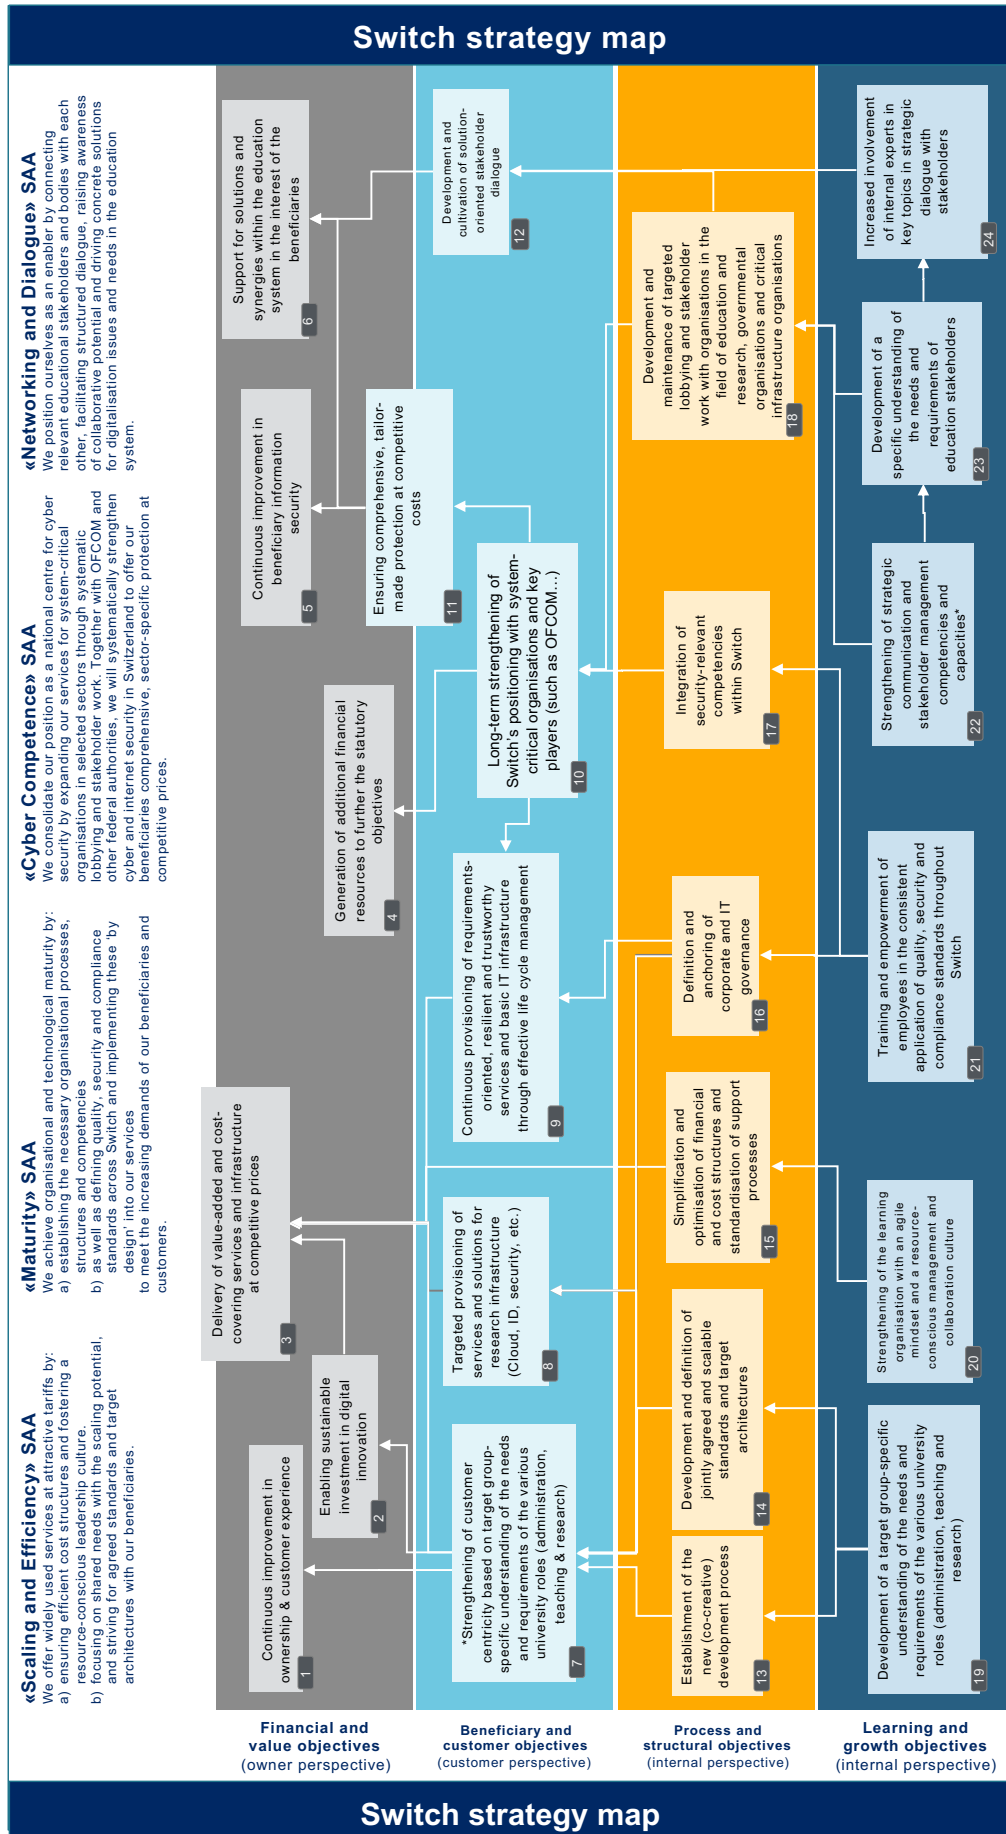 Switch strategy map
«Scaling and Efficiency» SAA
We offer widely used services at attractive tariffs by:
a) ensuring efficient cost structures and fostering a
resource-conscious leadership culture.
b) focusing on shared needs with the scaling potential,
and striving for agreed standards and target
architectures with our beneficiaries.
«Maturity» SAA
We achieve organisational and technological maturity by:
a) establishing the necessary organisational processes,
structures and competencies
b) as well as defining quality, security and compliance
standards across Switch and implementing these ‘by
design’ into our services
to meet the increasing demands of our beneficiaries and
customers.
«Cyber Competence» SAA
We consolidate our position as a national centre for cyber
security by expanding our services for system-critical
organisations in selected sectors through systematic
lobbying and stakeholder work. Together with OFCOM and
other federal authorities, we will systematically strengthen
cyber and internet security in Switzerland to offer our
beneficiaries comprehensive, sector-specific protection at
competitive prices.
«Networking and Dialogue» SAA
We position ourselves as an enabler by connecting
relevant educational stakeholders and bodies with each
other, facilitating structured dialogue, raising awareness
of collaborative potential and driving concrete solutions
for digitalisation issues and needs in the education
system.
Financial and
value objectives
(owner perspective)
Continuous improvement in
ownership & customer experience
1
Enabling sustainable
investment in digital
innovation
2
Delivery of value-added and cost-
covering services and infrastructure
at competitive prices
3
Generation of additional financial
resources to further the statutory
objectives
4
Continuous improvement in
beneficiary information
security
5
Support for solutions and
synergies within the education
system in the interest of the
beneficiaries
6
Beneficiary and
customer objectives
(customer perspective)
*Strengthening of customer
centricity based on target group-
specific understanding of the needs
and requirements of the various
university roles (administration,
teaching & research)
7
Targeted provisioning of
services and solutions for
research infrastructure
(Cloud, ID, security, etc.)
8
Continuous provisioning of requirements-
oriented, resilient and trustworthy
services and basic IT infrastructure
through effective life cycle management
9
Long-term strengthening of
Switch's positioning with system-
critical organisations and key
players (such as OFCOM...)
10
Ensuring comprehensive, tailor-
made protection at competitive
costs
11
Development and
cultivation of solution-
oriented stakeholder
dialogue
12
Process and
structural objectives
(internal perspective)
Establishment of the
new (co-creative)
development process
13
Development and definition of
jointly agreed and scalable
standards and target
architectures
14
Simplification and
optimisation of financial
and cost structures and
standardisation of support
processes
15
Definition and
anchoring of
corporate and IT
governance
16
Integration of
security-relevant
competencies
within Switch
17
Development and
maintenance of targeted
lobbying and stakeholder
work with organisations in the
field of education and
research, governmental
organisations and critical
infrastructure organisations
18
Learning and
growth objectives
(internal perspective)
Development of a target group-specific
understanding of the needs and
requirements of the various university
roles (administration, teaching and
research)
19
Strengthening of the learning
organisation with an agile
mindset and a resource-
conscious management and
collaboration culture
20
Training and empowerment of
employees in the consistent
application of quality, security and
compliance standards throughout
Switch
21
Strengthening of strategic
communication and
stakeholder management
competencies and
capacities*
22
Development of a
specific understanding of
the needs and
requirements of
education stakeholders
23
Increased involvement
of internal experts in
key topics in strategic
dialogue with
stakeholders
24
Switch strategy map